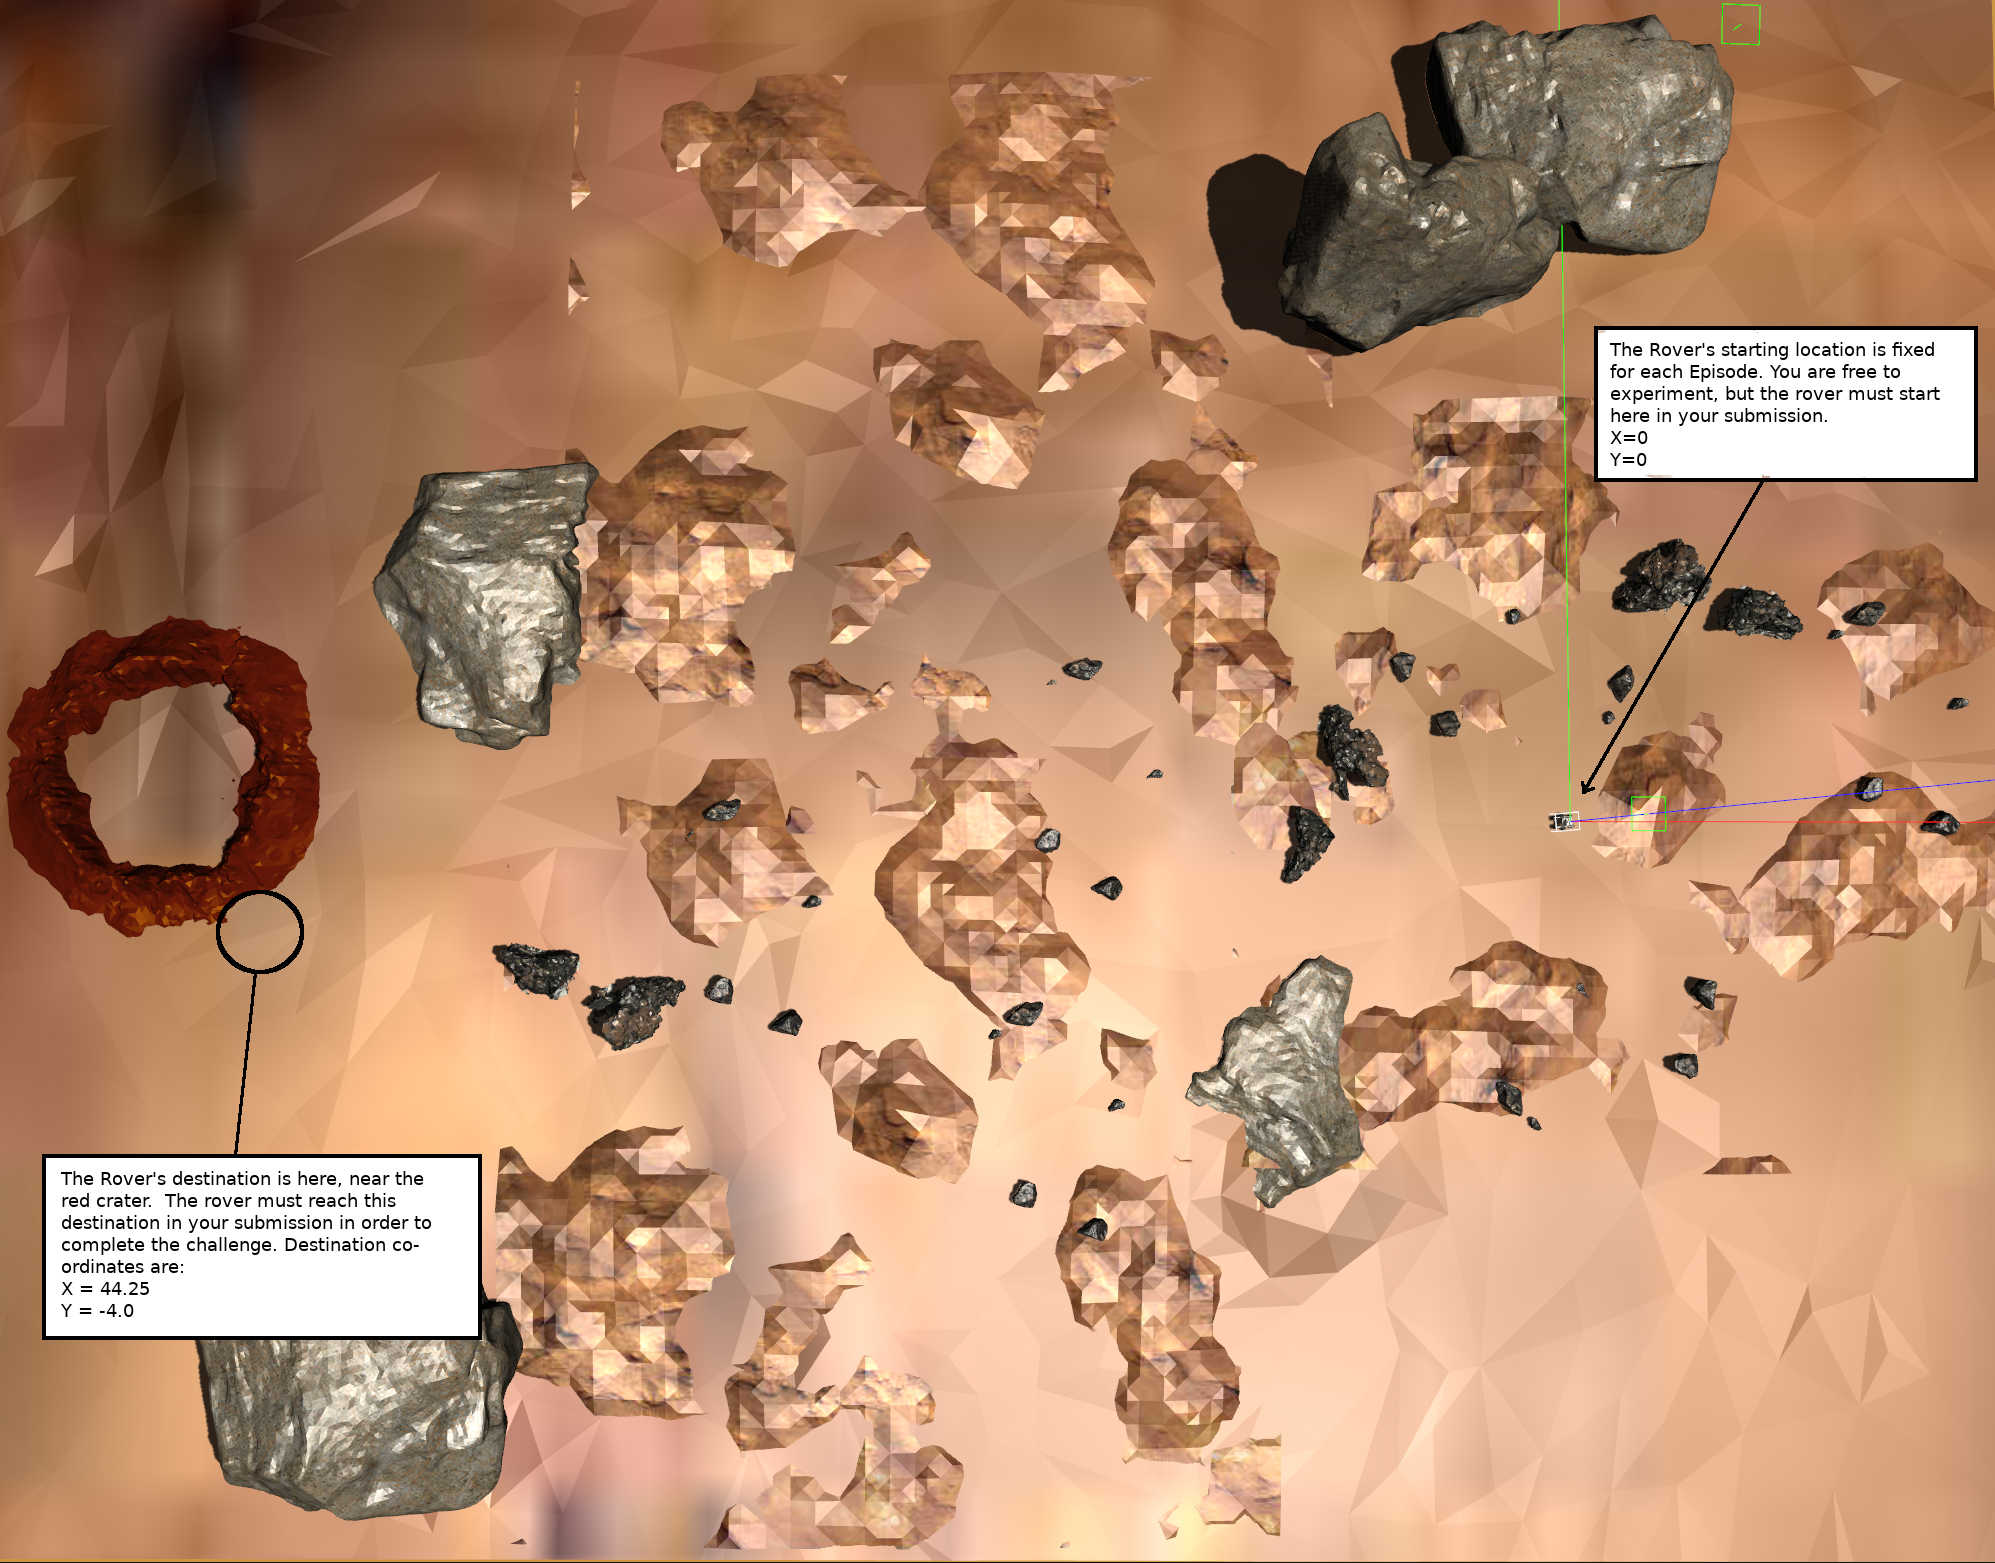 The Rover's starting location is fixed
for each Episode. You are free to
experiment, but the rover must start
here in your submission.
X=0
Y=0
The Rover's destination is here, near the
red crater.  The rover must reach this
destination in your submission in order to
complete the challenge. Destination co-
ordinates are:
X = 44.25
Y = -4.0